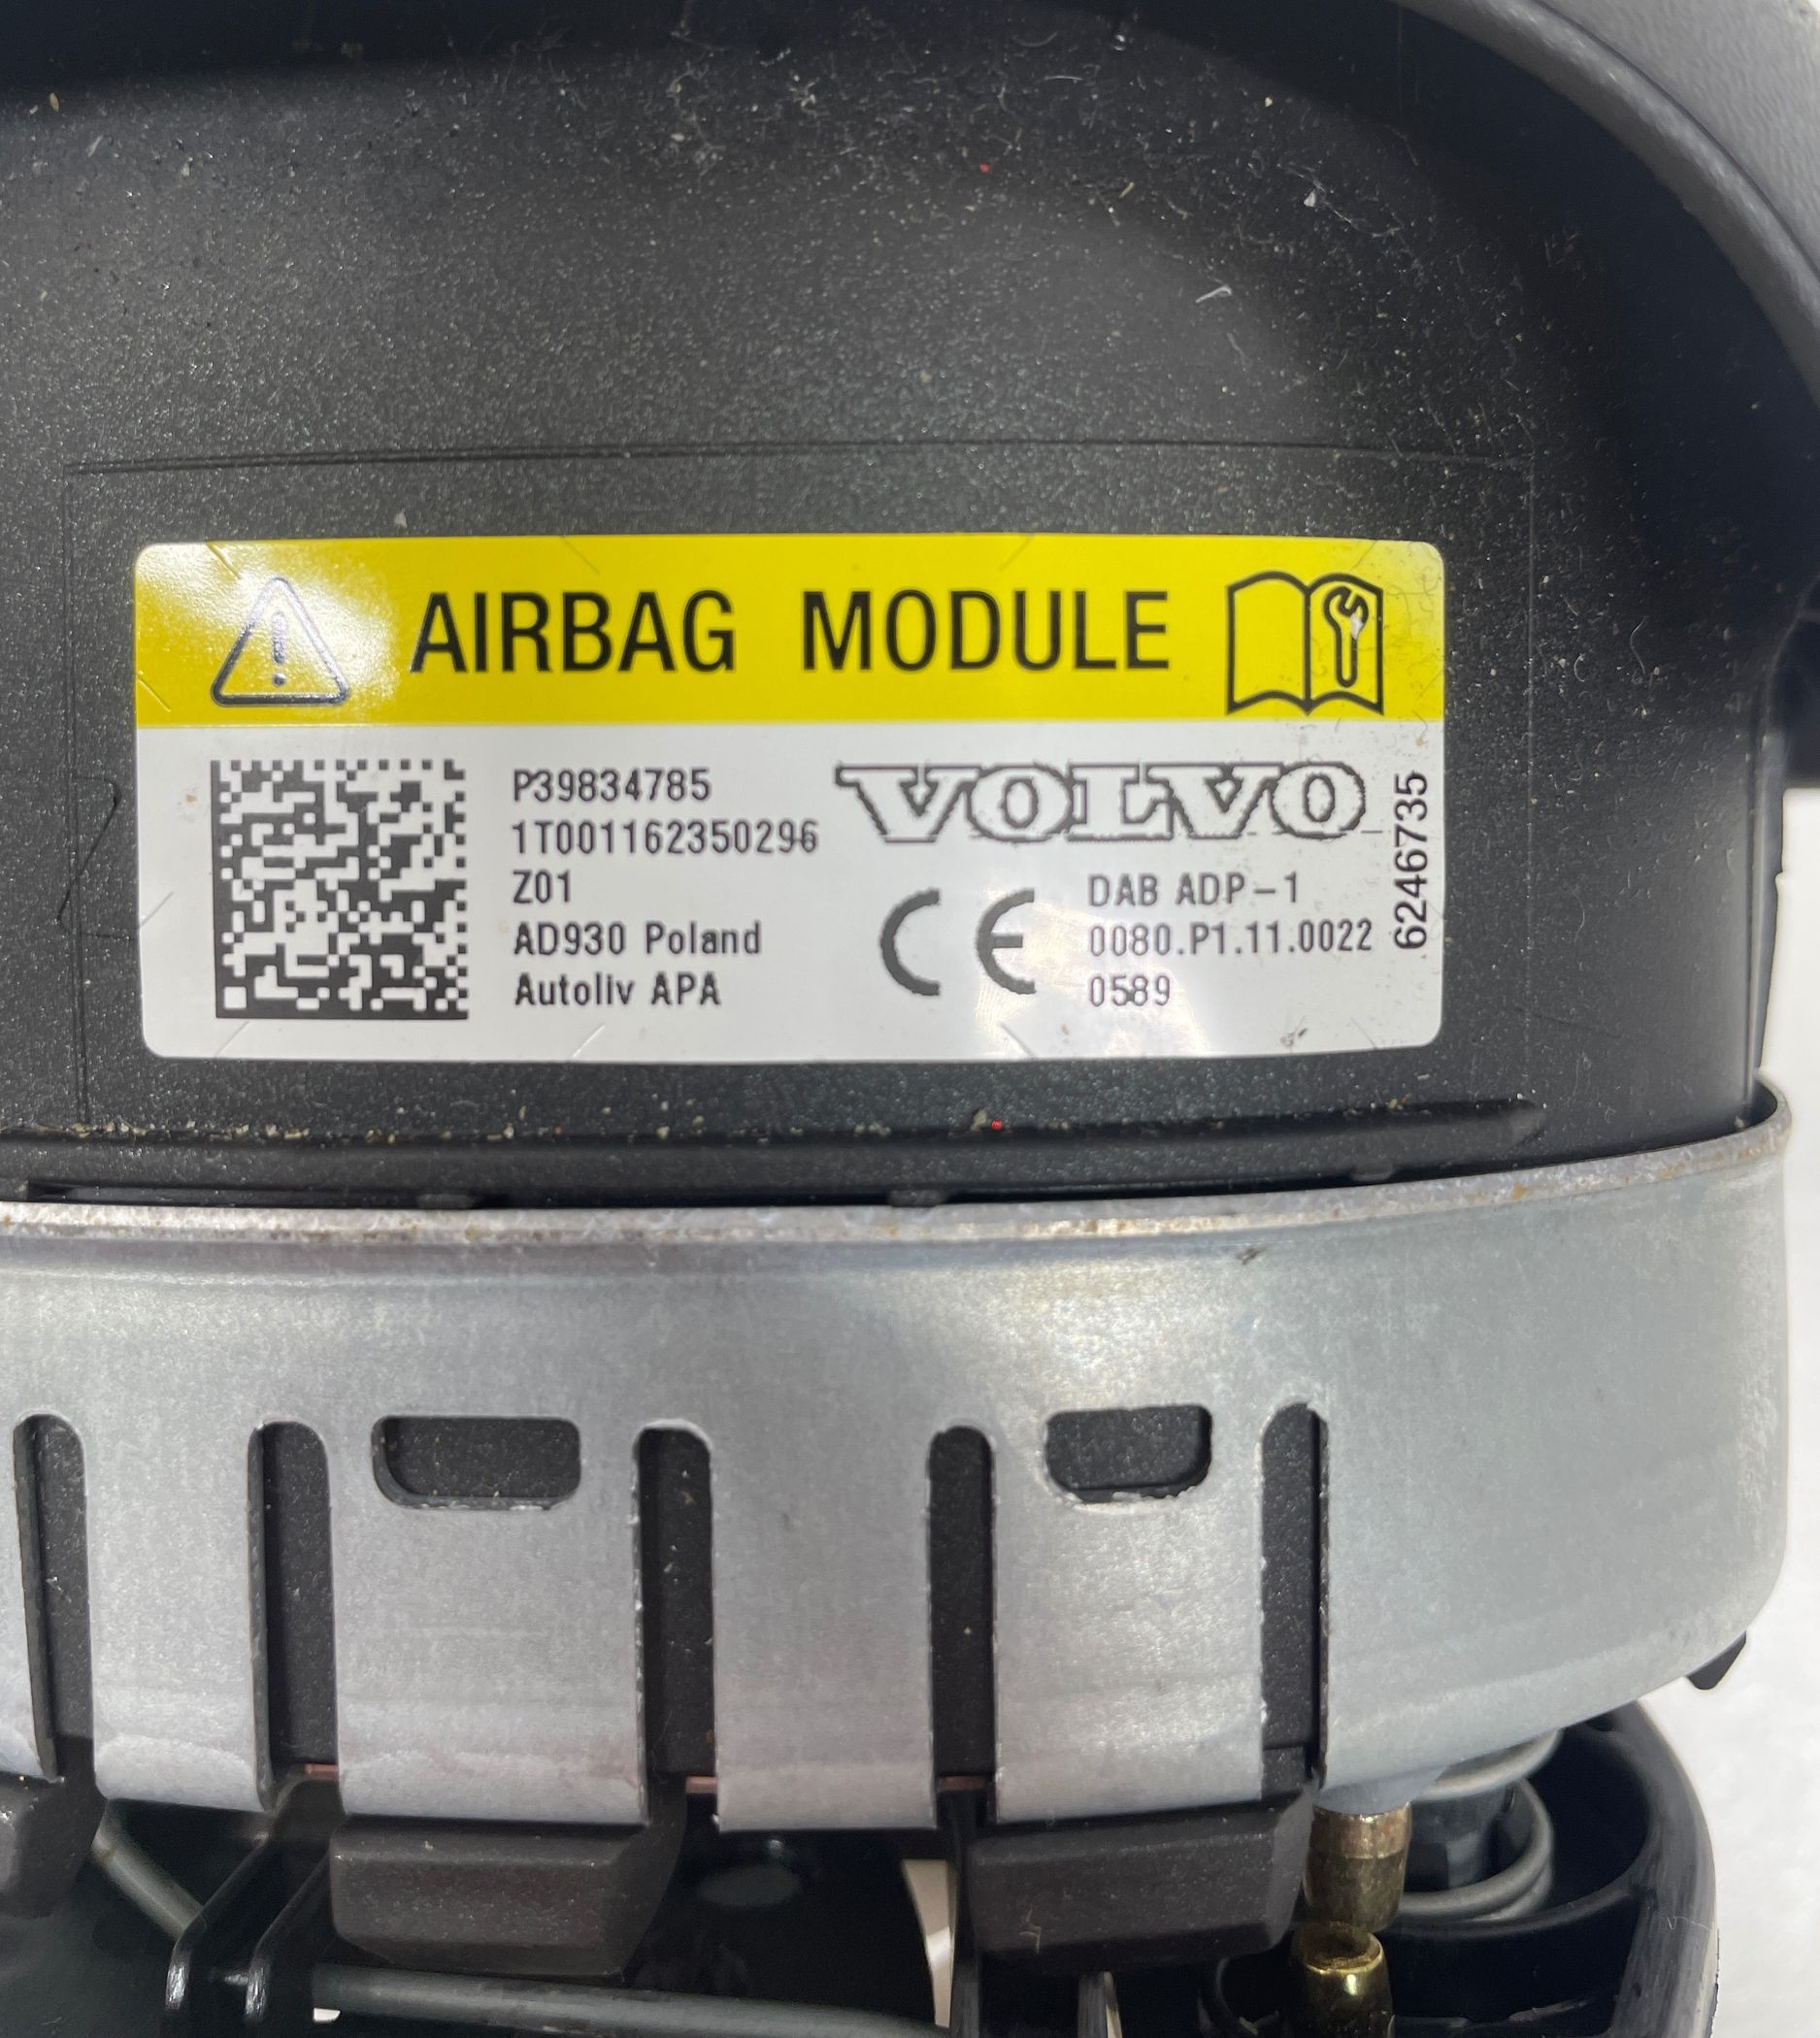 AIRBAG MODULE
P39834785
1T001162350296
Z01
AD930 Poland
Autoliv APA
VOLVO
DAB ADP-1
0080.P1.11.0022
0589
6246735